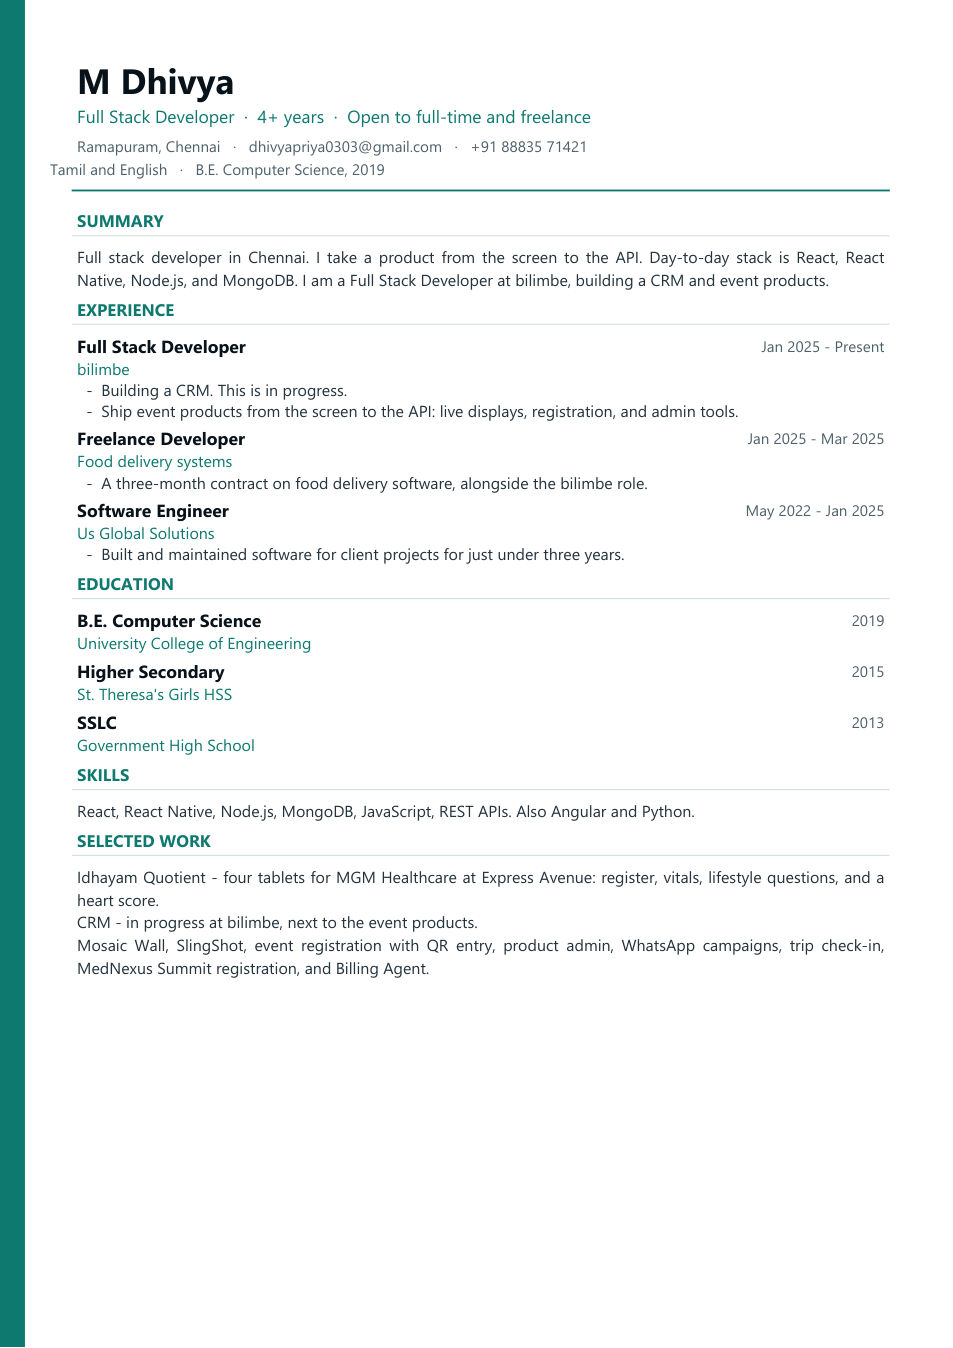 M Dhivya
Full Stack Developer · 4+ years · Open to full-time and freelance
Ramapuram, Chennai · dhivyapriya0303@gmail.com · +91 88835 71421
Tamil and English · B.E. Computer Science, 2019
SUMMARY
Full stack developer in Chennai. I take a product from the screen to the API. Day-to-day stack is React, React
Native, Node.js, and MongoDB. I am a Full Stack Developer at bilimbe, building a CRM and event products.
EXPERIENCE
Full Stack Developer Jan 2025 - Present
bilimbe
- Building a CRM. This is in progress.
- Ship event products from the screen to the API: live displays, registration, and admin tools.
Freelance Developer Jan 2025 - Mar 2025
Food delivery systems
- A three-month contract on food delivery software, alongside the bilimbe role.
Software Engineer May 2022 - Jan 2025
Us Global Solutions
- Built and maintained software for client projects for just under three years.
EDUCATION
B.E. Computer Science 2019
University College of Engineering
Higher Secondary 2015
St. Theresa's Girls HSS
SSLC 2013
Government High School
SKILLS
React, React Native, Node.js, MongoDB, JavaScript, REST APIs. Also Angular and Python.
SELECTED WORK
Idhayam Quotient - four tablets for MGM Healthcare at Express Avenue: register, vitals, lifestyle questions, and a
heart score.
CRM - in progress at bilimbe, next to the event products.
Mosaic Wall, SlingShot, event registration with QR entry, product admin, WhatsApp campaigns, trip check-in,
MedNexus Summit registration, and Billing Agent.